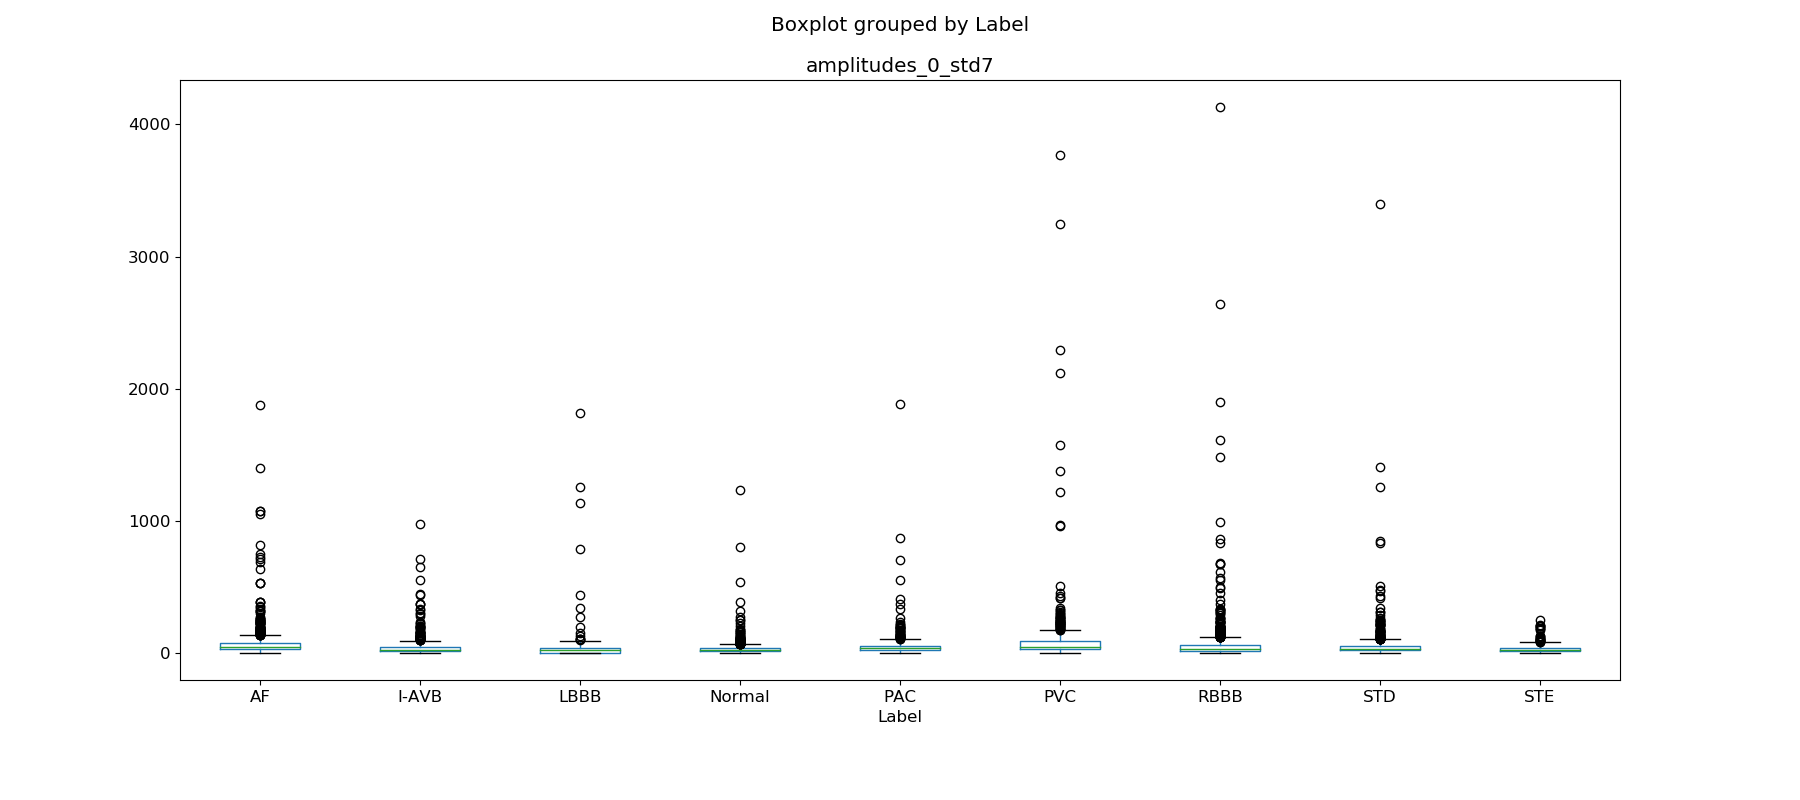 Boxplot grouped by Label
amplitudes_0_std7
4000
3000
2000
1000
0
AF I-AVB LBBB Normal PAC PVC RBBB STD STE
Label